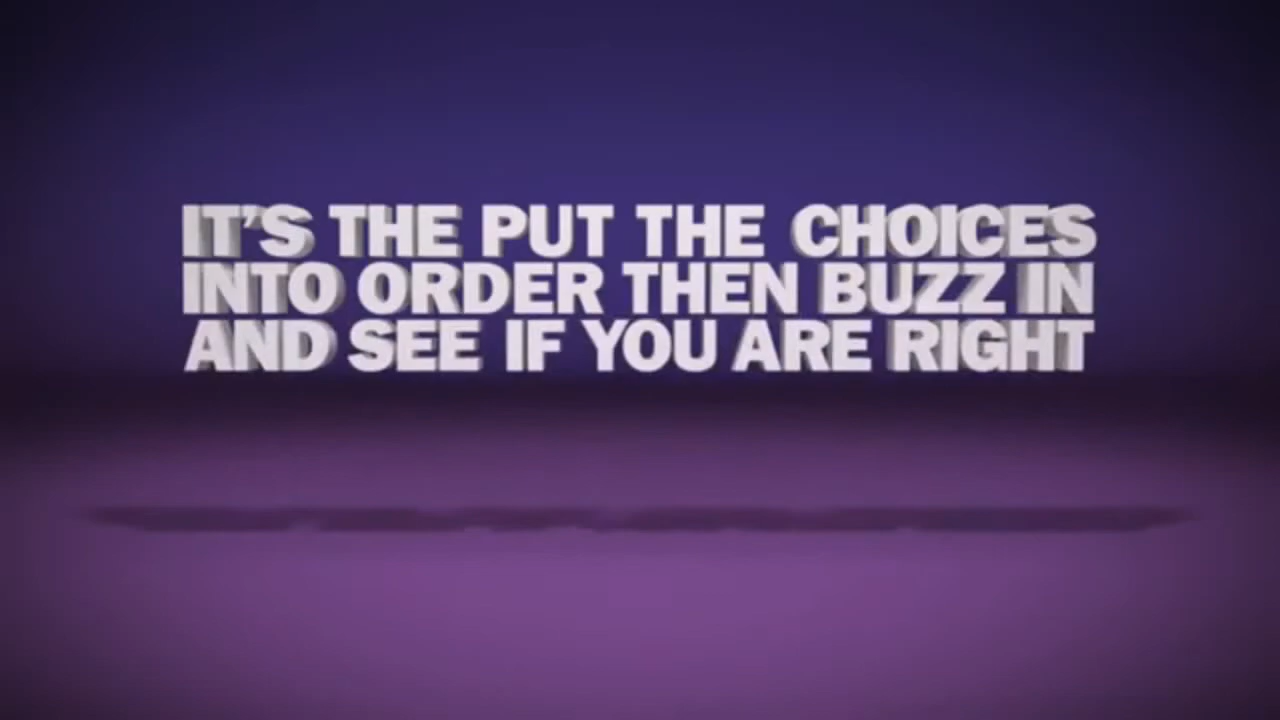 IT'S THE PUT THE CHOICES
INTO ORDER THEN BUZZ IN
AND SEE IF YOU ARE RIGHT